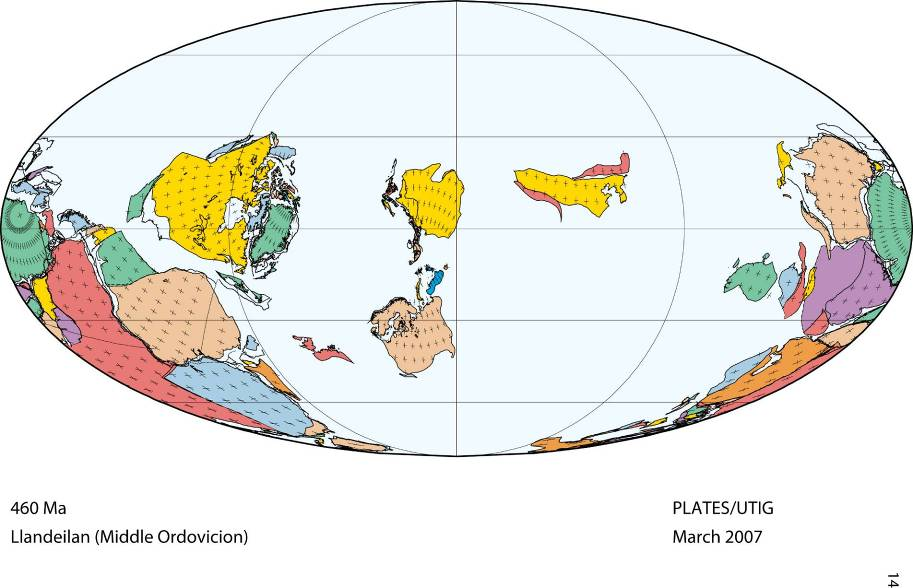 460 Ma
Llandeilan (Middle Ordovicion)
PLATES/UTIG
March 2007
14